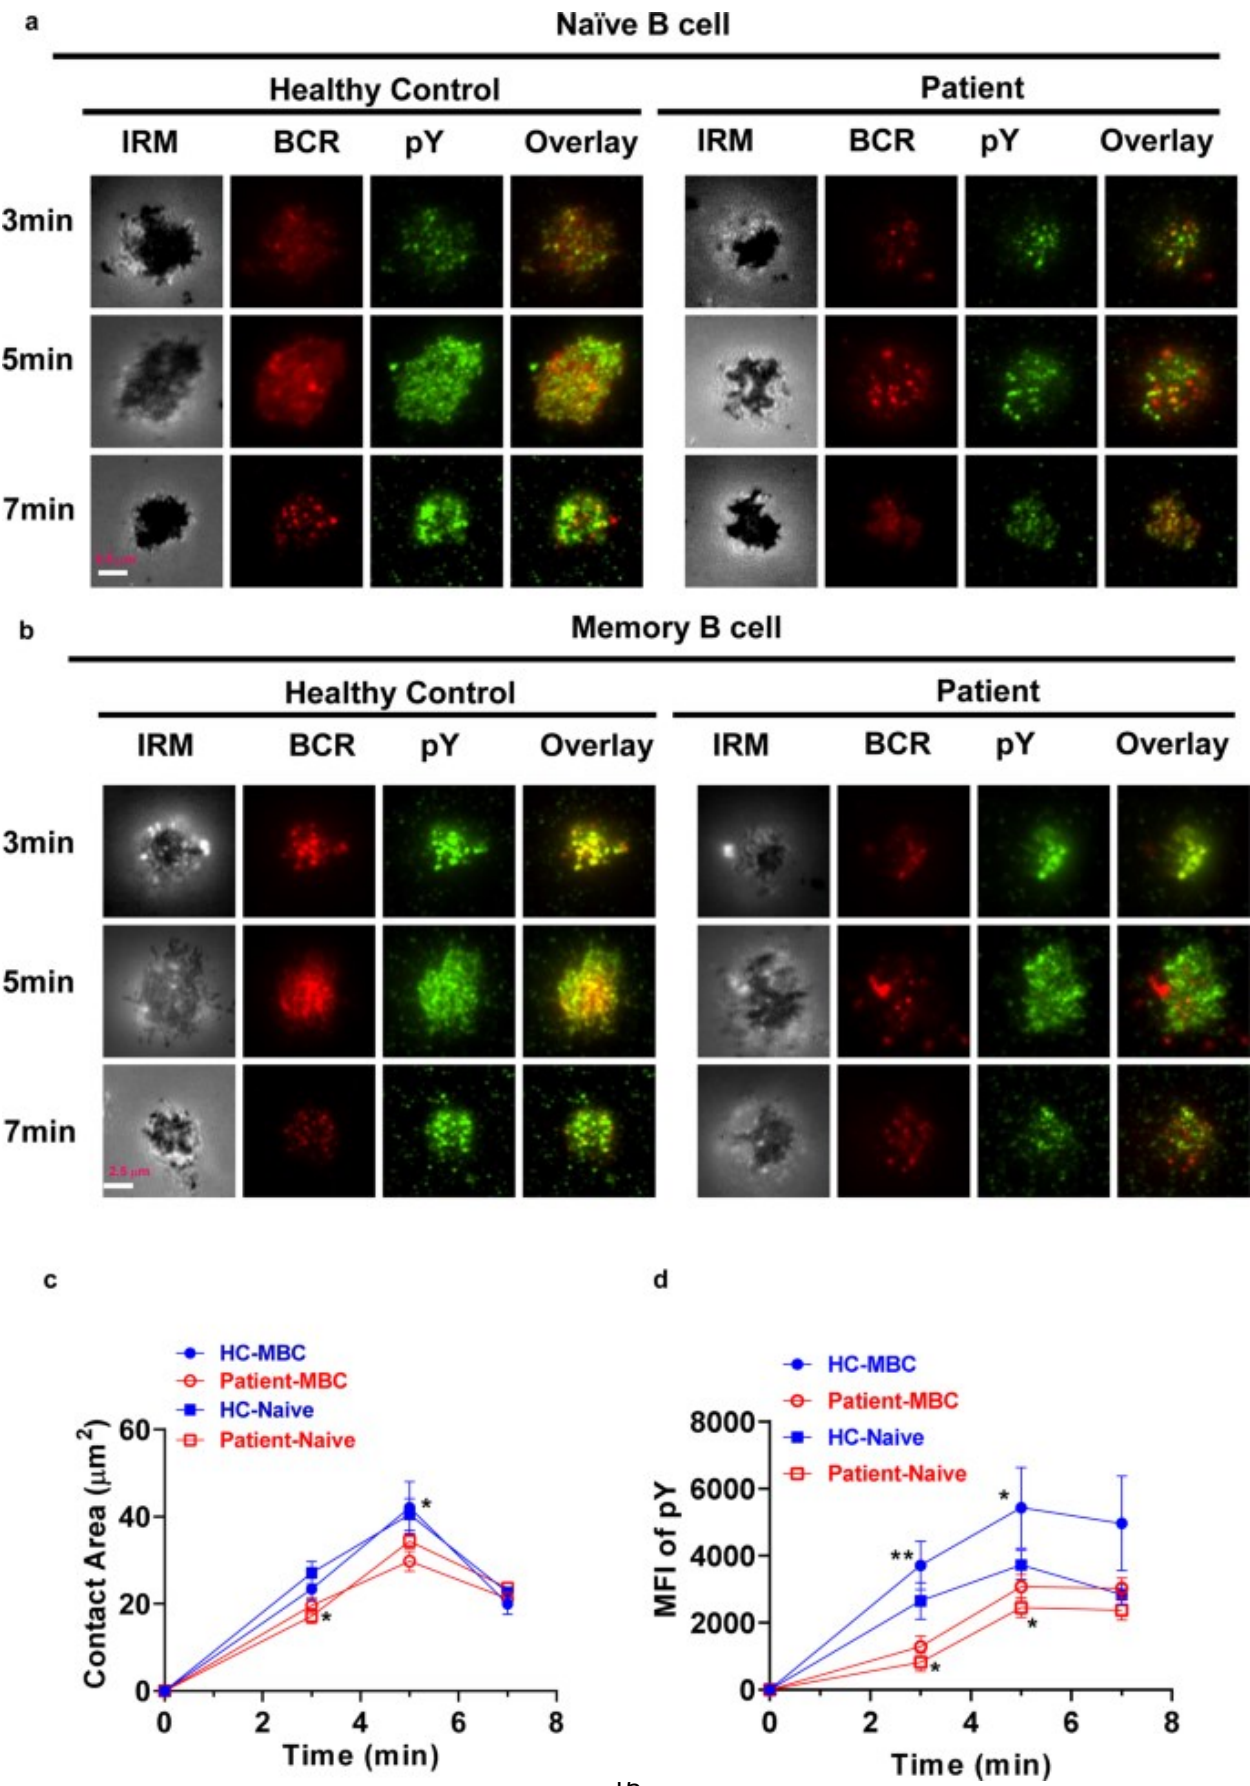 a
Naïve B cell
Healthy Control Patient
IRM BCR pY Overlay IRM BCR pY Overlay
3min
5min
7min
b
Memory B cell
Healthy Control Patient
IRM BCR pY Overlay IRM BCR pY Overlay
3min
5min
7min
2.5 μm
c
HC-MBC
Patient-MBC
HC-Naive
Patient-Naive
Contact Area (μm²)
60
40
20
0
*
*
0 2 4 6 8
Time (min)
d
HC-MBC
Patient-MBC
HC-Naive
Patient-Naive
MFI of pY
8000
6000
4000
2000
0
**
*
*
*
0 2 4 6 8
Time (min)